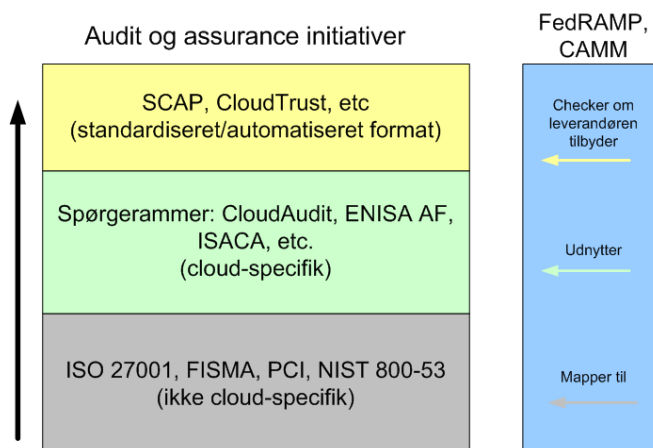 Audit og assurance initiativer
FedRAMP,
CAMM
SCAP, CloudTrust, etc
(standardiseret/automatiseret format)
Checker om
leverandøren
tilbyder
Spørgerammer: CloudAudit, ENISA AF,
ISACA, etc.
(cloud-specifik)
Udnytter
ISO 27001, FISMA, PCI, NIST 800-53
(ikke cloud-specifik)
Mapper til